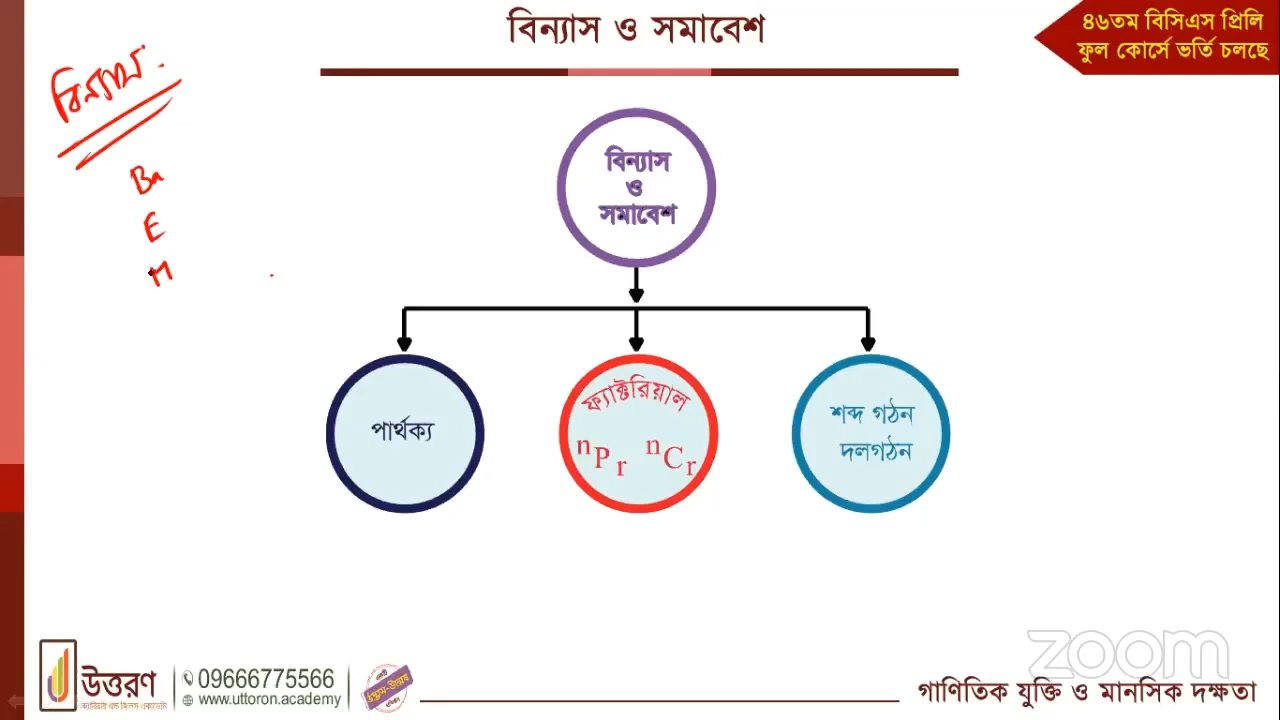 বিন্যাস ও সমাবেশ
৪৬তম বিসিএস প্রিলি
ফুল কোর্সে ভর্তি চলছে
বিন্যাস
Ba
E
M
বিন্যাস
ও
সমাবেশ
পার্থক্য
ফ্যাক্টরিয়াল
nPr nCr
শব্দ গঠন
দলগঠন
উত্তরণ
09666775566
www.uttoron.academy
zoom
গাণিতিক যুক্তি ও মানসিক দক্ষতা